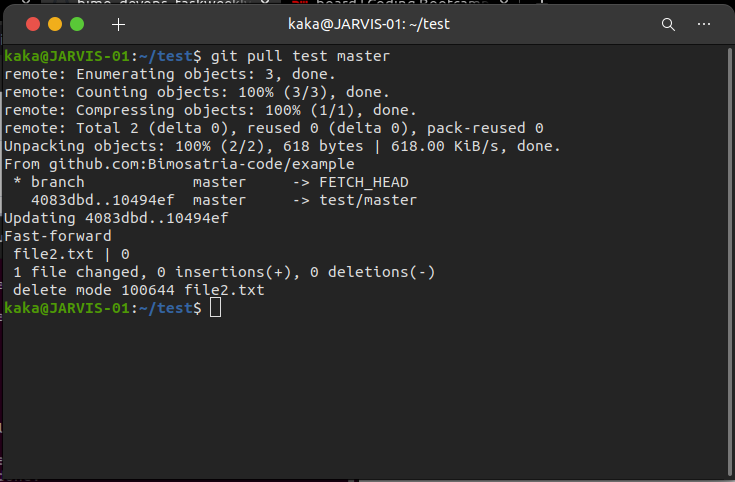 kaka@JARVIS-01: ~/test
kaka@JARVIS-01:~/test$ git pull test master
remote: Enumerating objects: 3, done.
remote: Counting objects: 100% (3/3), done.
remote: Compressing objects: 100% (1/1), done.
remote: Total 2 (delta 0), reused 0 (delta 0), pack-reused 0
Unpacking objects: 100% (2/2), 618 bytes | 618.00 KiB/s, done.
From github.com:Bimosatria-code/example
 * branch            master     -> FETCH_HEAD
   4083dbd..10494ef  master     -> test/master
Updating 4083dbd..10494ef
Fast-forward
 file2.txt | 0
 1 file changed, 0 insertions(+), 0 deletions(-)
 delete mode 100644 file2.txt
kaka@JARVIS-01:~/test$